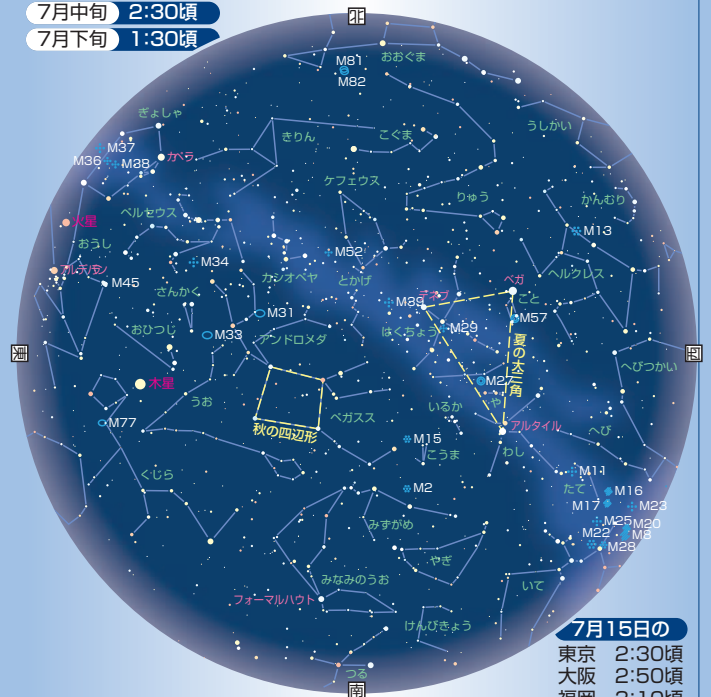 7月中旬 2:30頃
7月下旬 1:30頃
北
M81
M82
おおぐま
ぎょしゃ
きりん
こぐま
うしかい
M37
M36
M38
カペラ
ケフェウス
りゅう
かんむり
ペルセウス
火星
おうし
アルデバラン
M34
M52
M13
M45
カシオペヤ
とかげ
ヘルクレス
さんかく
M31
M39
デネブ
ベガ
こと
おひつじ
M33
アンドロメダ
はくちょう
M29
M57
東
西
夏の大三角
へびつかい
木星
M27
うお
ペガスス
いるか
や
M77
秋の四辺形
アルタイル
へび
M15
こうま
わし
くじら
M11
M2
たて
M16
M17
M23
みずがめ
M25
M20
M22
M8
M28
やぎ
みなみのうお
いて
フォーマルハウト
けんびきょう
つる
南
7月15日の
東京 2:30頃
大阪 2:50頃
福岡 3:10頃